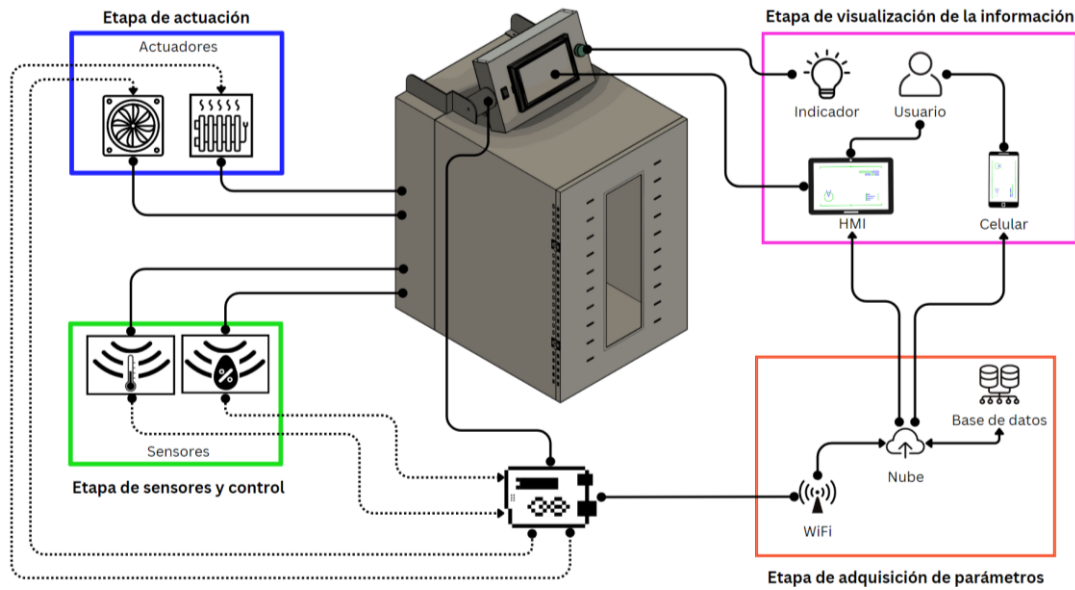 Etapa de actuación
Actuadores
Etapa de visualización de la información
Indicador
Usuario
HMI
Celular
Sensores
Etapa de sensores y control
Base de datos
Nube
WiFi
Etapa de adquisición de parámetros